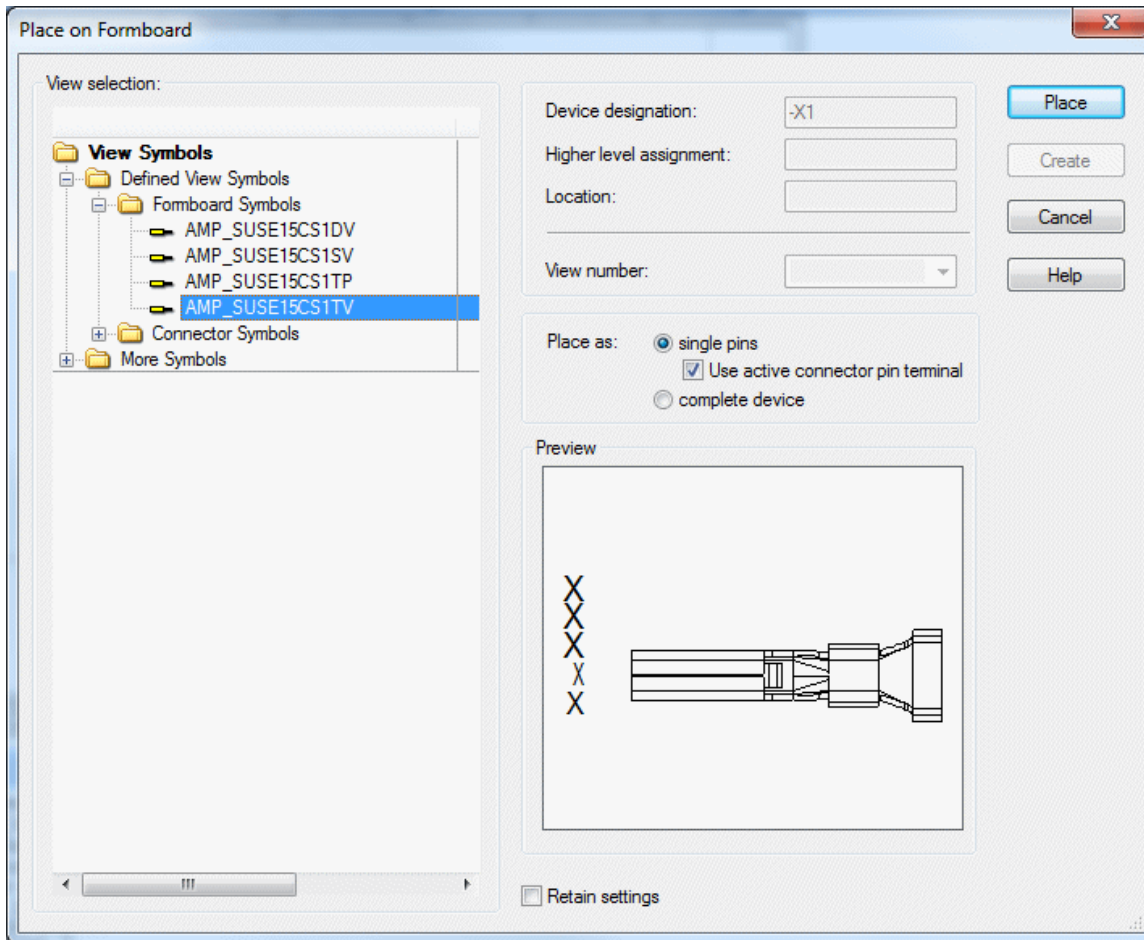 Place on Formboard
View selection:
View Symbols
Defined View Symbols
Formboard Symbols
AMP_SUSE15CS1DV
AMP_SUSE15CS1SV
AMP_SUSE15CS1TP
AMP_SUSE15CS1TV
Connector Symbols
More Symbols
Device designation: -X1
Higher level assignment:
Location:
View number:
Place as: single pins
Use active connector pin terminal
complete device
Preview
X
X
X
X
X
Retain settings
Place
Create
Cancel
Help